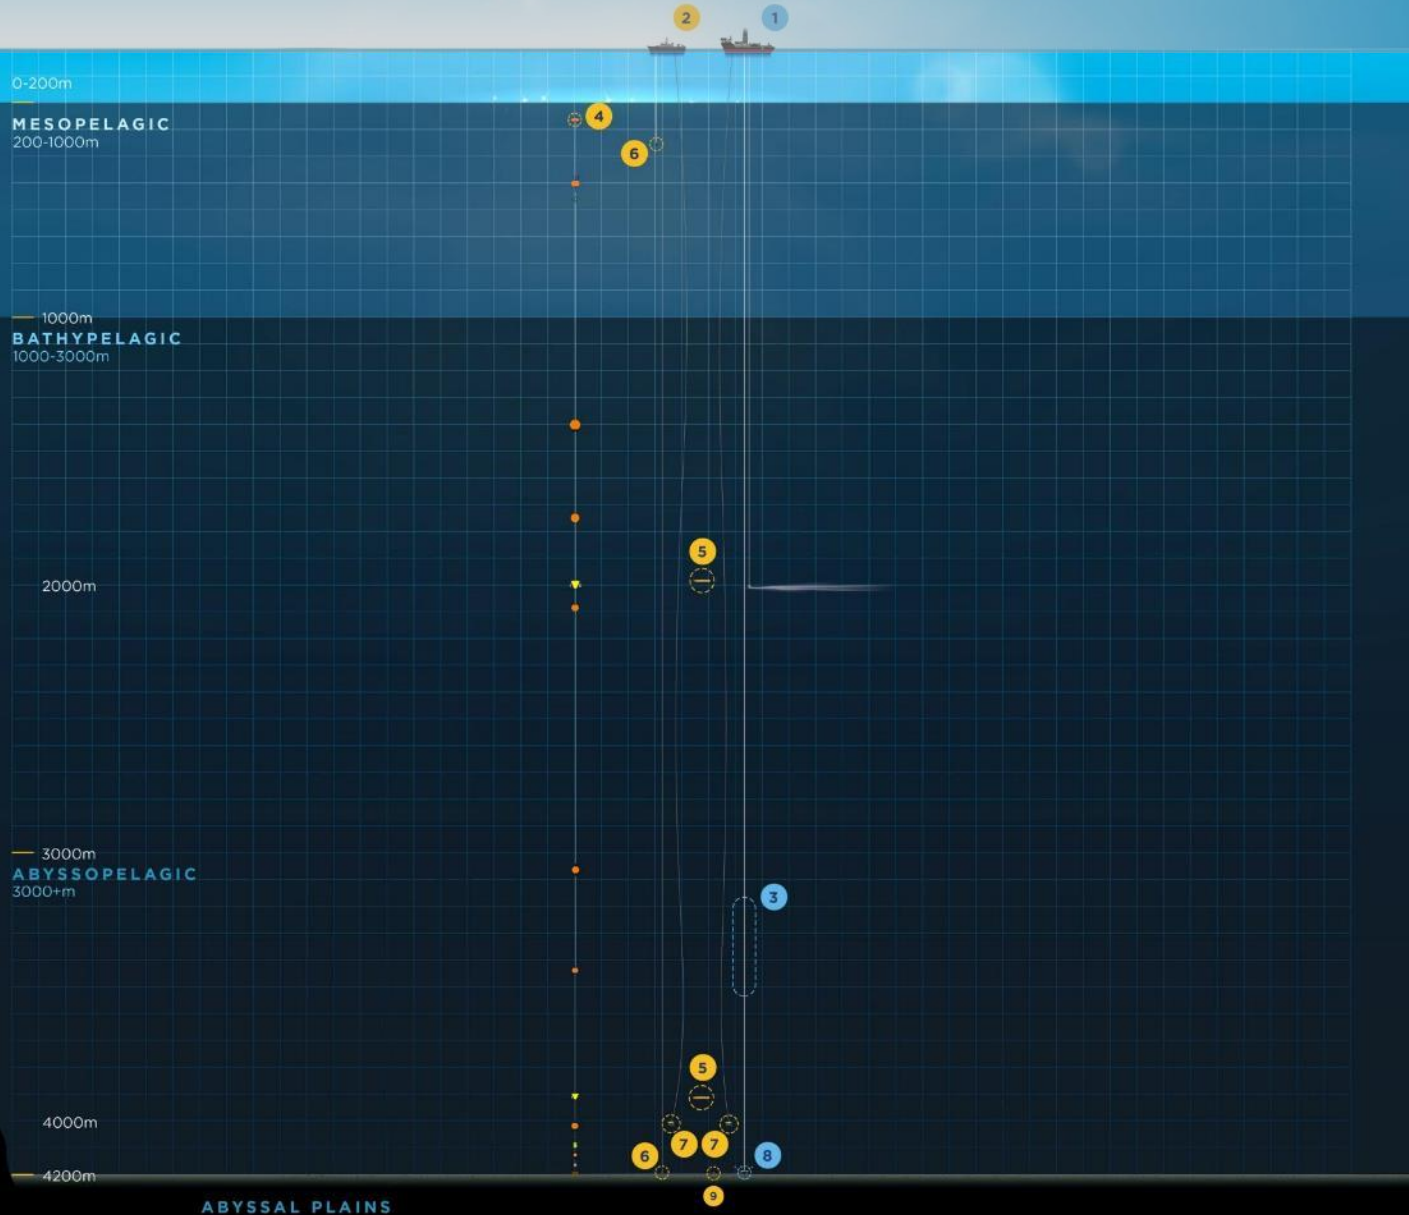 2
1
0-200m
MESOPELAGIC
200-1000m
4
6
1000m
BATHYPELAGIC
1000-3000m
5
2000m
3000m
ABYSSOPELAGIC
3000+m
3
5
4000m
7 7
6
8
4200m
9
ABYSSAL PLAINS